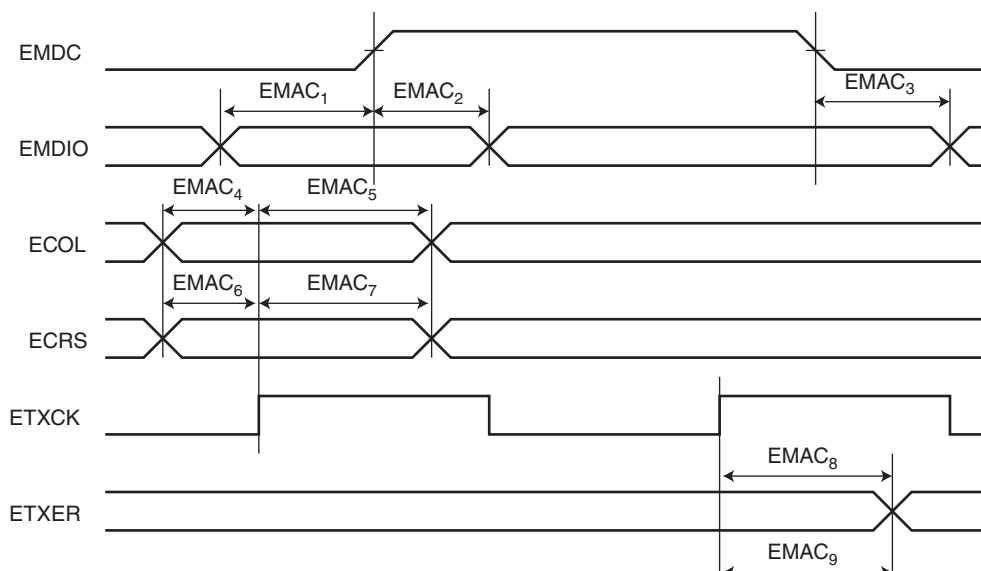 EMDC
EMAC₁ EMAC₂ EMAC₃
EMDIO
EMAC₄ EMAC₅
ECOL
EMAC₆ EMAC₇
ECRS
ETXCK
EMAC₈
ETXER
EMAC₉